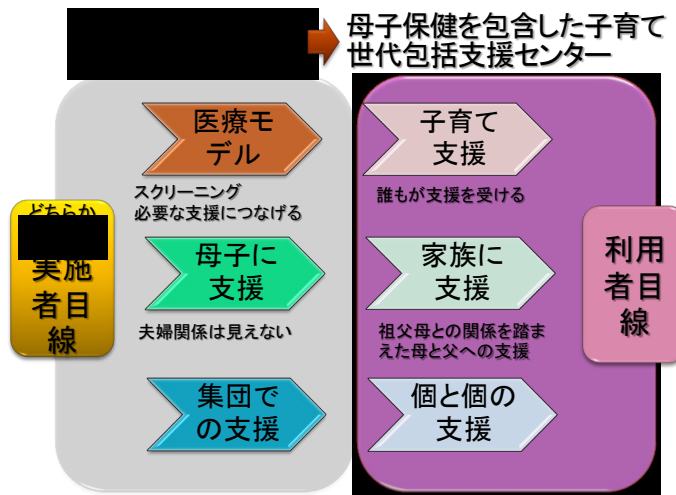 母子保健を包含した子育て
世代包括支援センター
医療モ
デル
スクリーニング
必要な支援につなげる
子育て
支援
誰もが支援を受ける
どちらか
実施
者目
線
母子に
支援
夫婦関係は見えない
家族に
支援
祖父母との関係を踏ま
えた母と父への支援
利用
者目
線
集団で
の支援
個と個の
支援